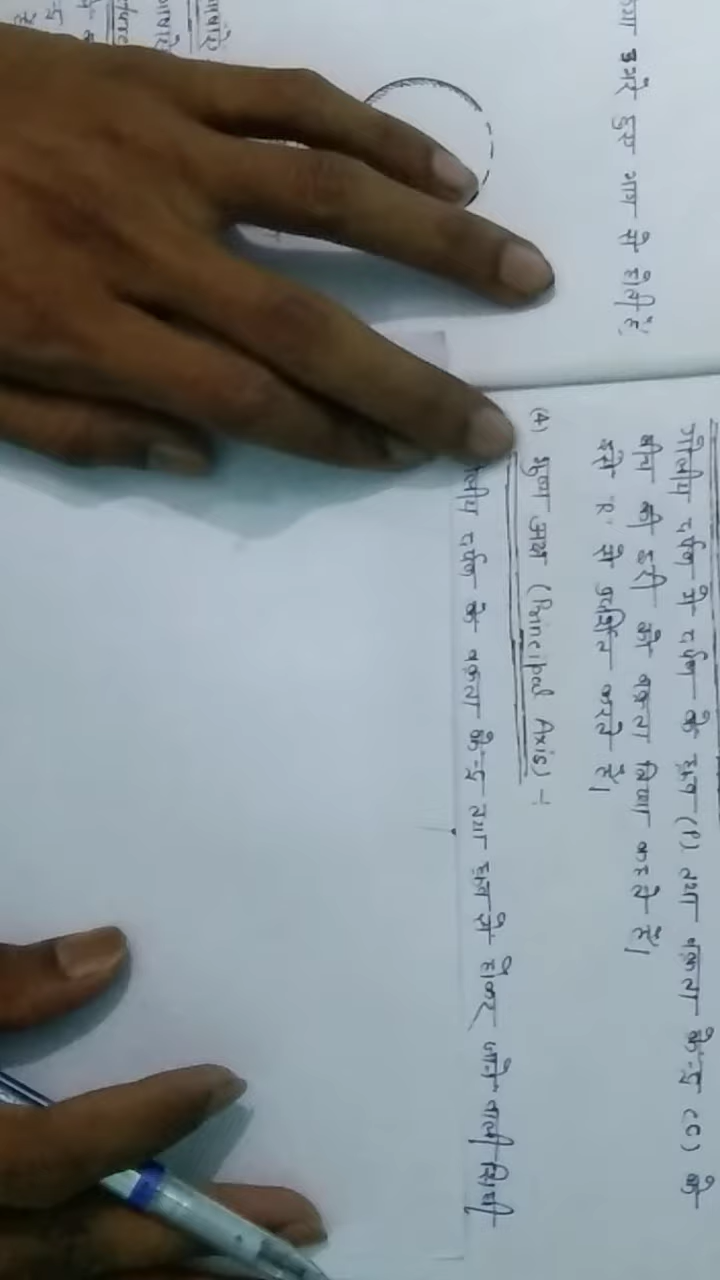 तथा उभरे हुए भाग से होती है,
गोलीय दर्पण में दर्पण के ध्रुव (P) तथा वक्रता केन्द्र (C) के
बीच की दूरी को वक्रता त्रिज्या कहते हैं।
इसे 'R' से प्रदर्शित करते हैं।
(4) मुख्य अक्ष (Principal Axis) :-
दर्पण के वक्रता केन्द्र तथा ध्रुव से होकर जाने वाली सीधी